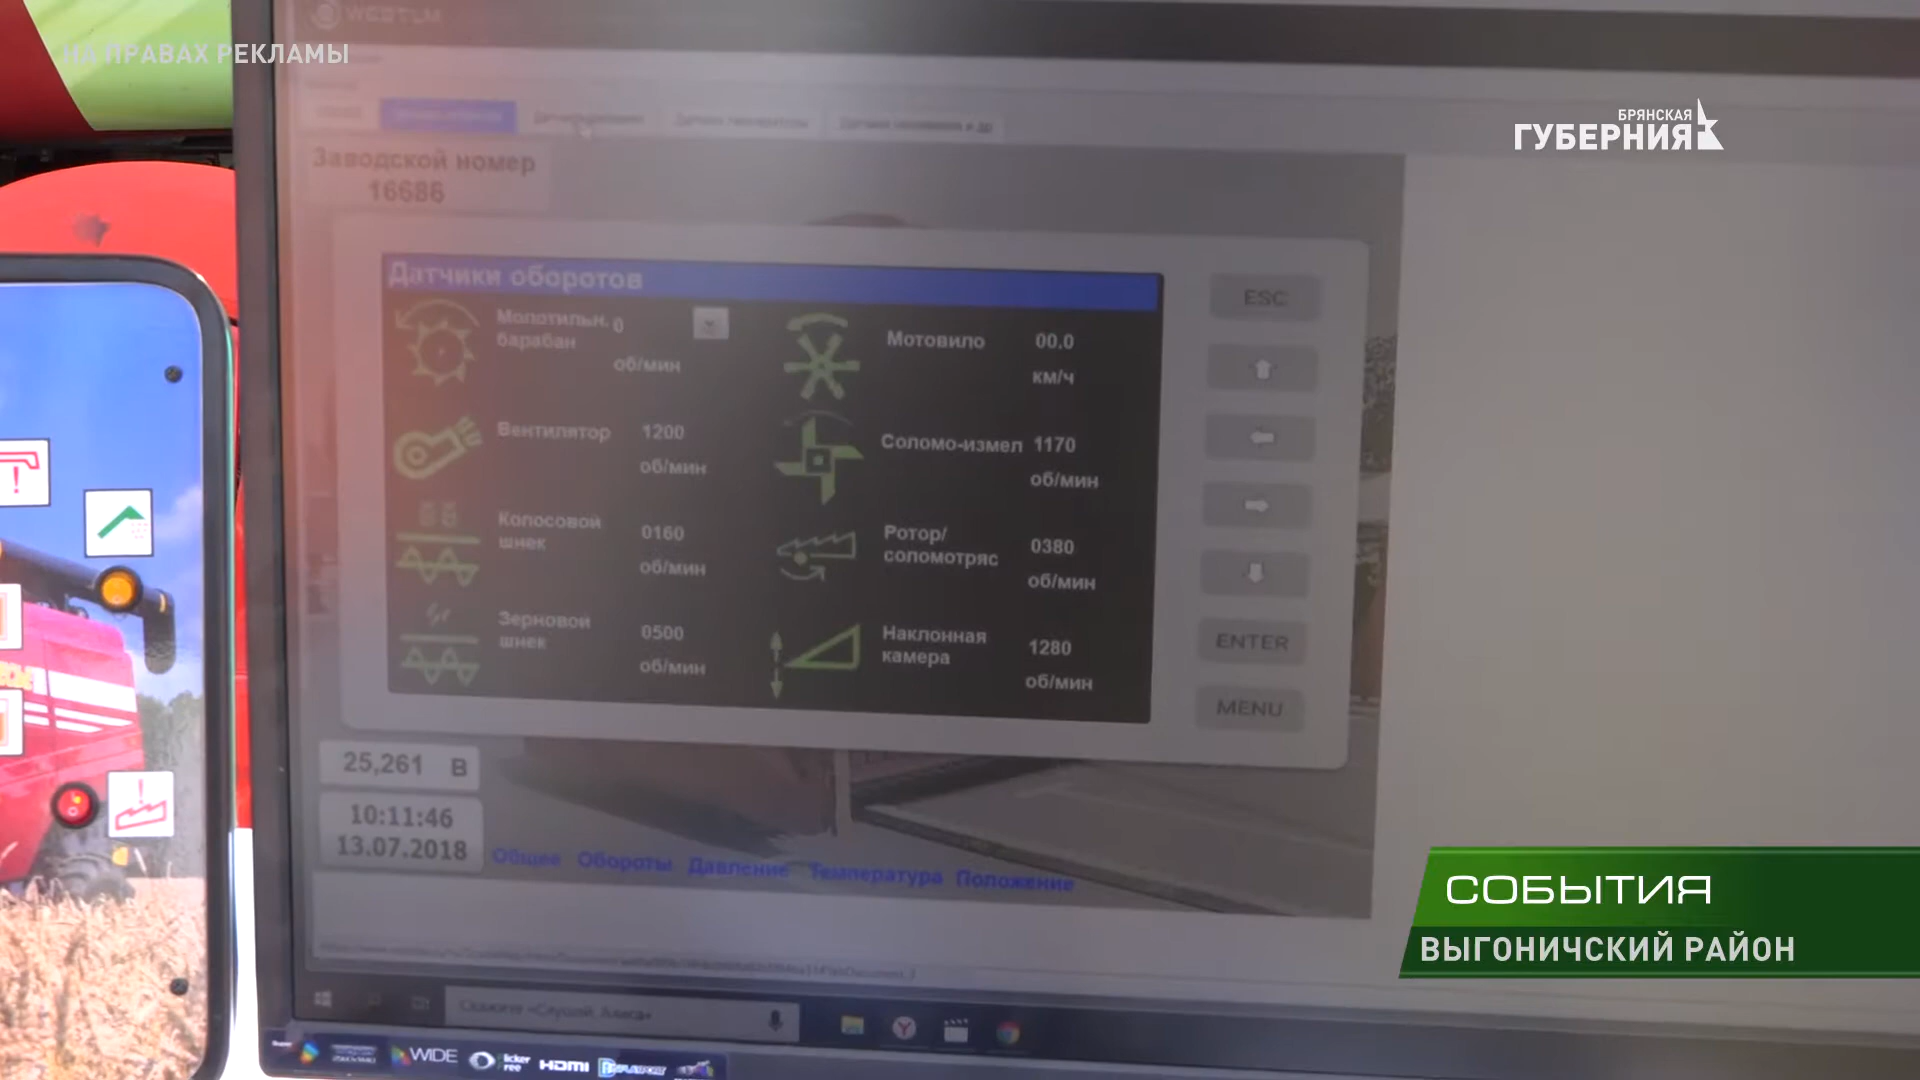 НА ПРАВАХ РЕКЛАМЫ
БРЯНСКАЯ
ГУБЕРНИЯ
Заводской номер
16686
Датчики оборотов
Молотильн. 0
барабан
об/мин
Мотовило 00.0
км/ч
Вентилятор 1200
об/мин
Соломо-измел 1170
об/мин
Колосовой
шнек 0160
об/мин
Ротор/
соломотряс 0380
об/мин
Зерновой
шнек 0500
об/мин
Наклонная
камера 1280
об/мин
ESC
ENTER
MENU
25,261 В
10:11:46
13.07.2018
Общее Обороты Давление Температура Положение
СОБЫТИЯ
ВЫГОНИЧСКИЙ РАЙОН
Скажите «Слушай, Алиса»
WIDE
HDMI